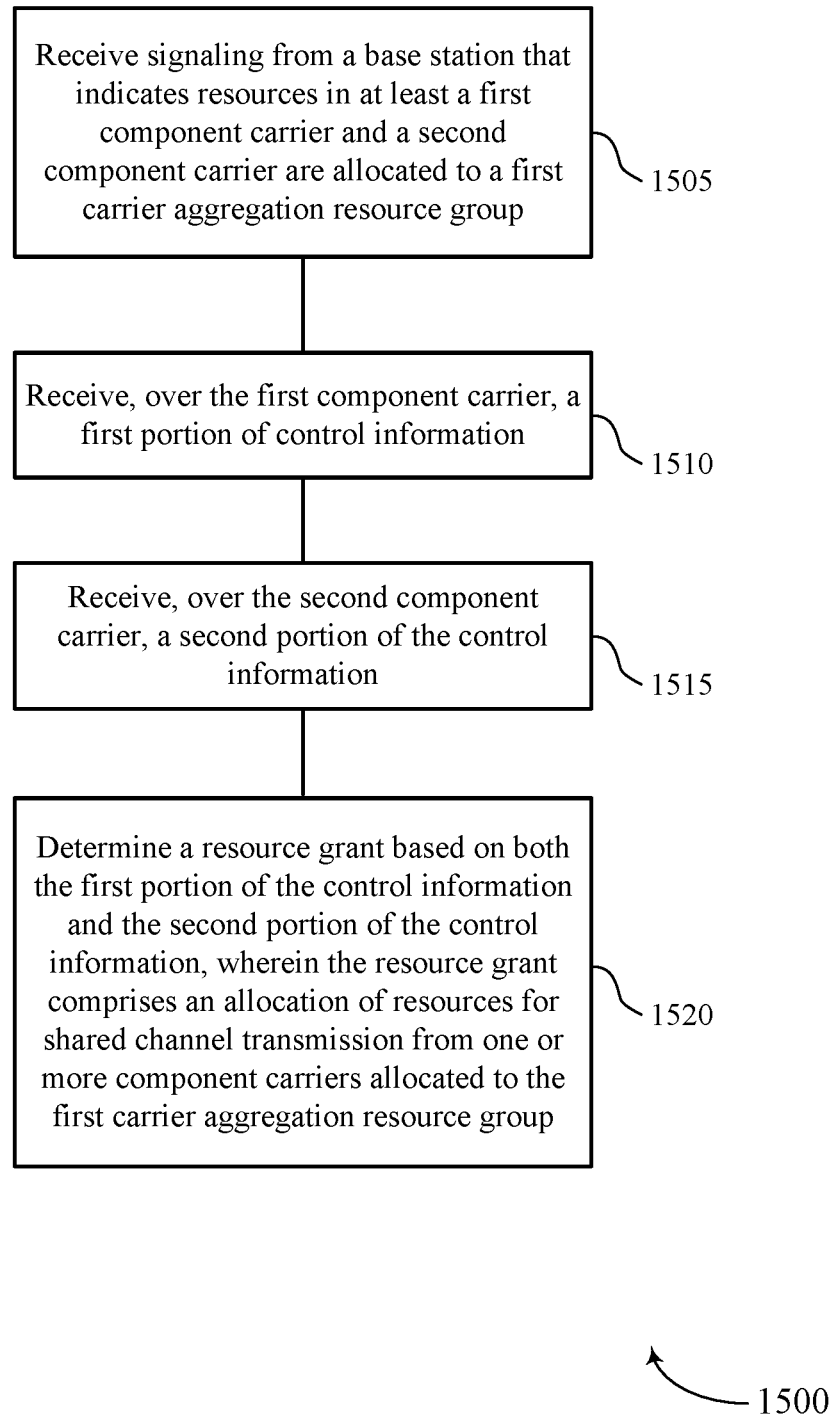 Receive signaling from a base station that
indicates resources in at least a first
component carrier and a second
component carrier are allocated to a first
carrier aggregation resource group
1505
Receive, over the first component carrier, a
first portion of control information
1510
Receive, over the second component
carrier, a second portion of the control
information
1515
Determine a resource grant based on both
the first portion of the control information
and the second portion of the control
information, wherein the resource grant
comprises an allocation of resources for
shared channel transmission from one or
more component carriers allocated to the
first carrier aggregation resource group
1520
1500